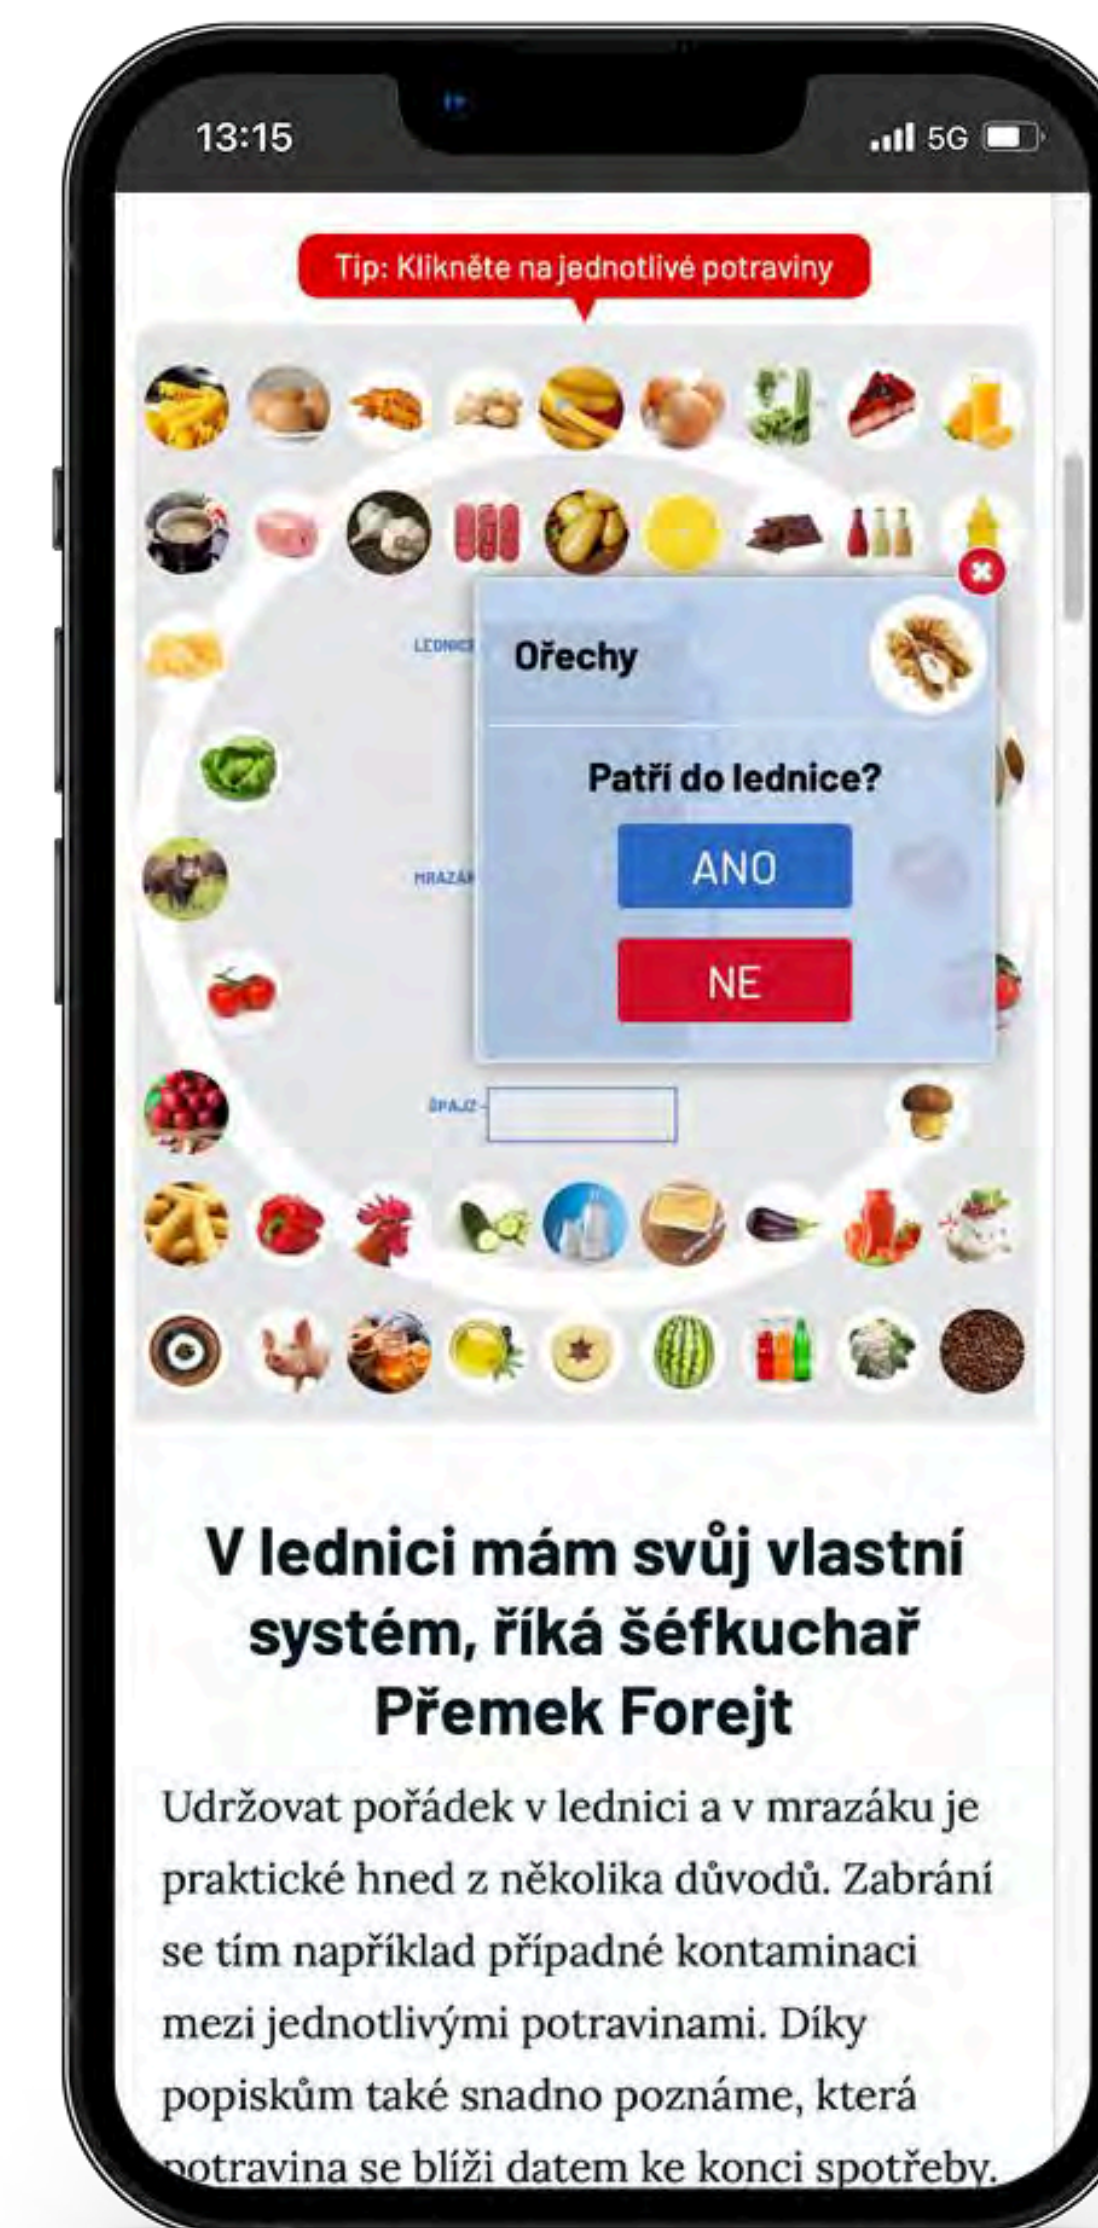 13:15
5G
Tip: Klikněte na jednotlivé potraviny
LEDNICE
Ořechy
Patří do lednice?
ANO
MRAZÁK
NE
ŠPAJZ
V lednici mám svůj vlastní
systém, říká šéfkuchař
Přemek Forejt
Udržovat pořádek v lednici a v mrazáku je
praktické hned z několika důvodů. Zabrání
se tím například případné kontaminaci
mezi jednotlivými potravinami. Díky
popiskům také snadno poznáme, která
potravina se blíži datem ke konci spotřeby.